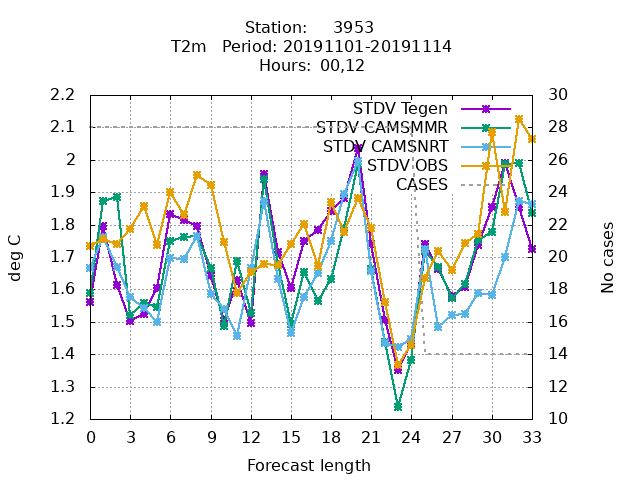 Station:     3953
T2m   Period: 20191101-20191114
Hours:  00,12
2.2
2.1
2
1.9
1.8
1.7
1.6
1.5
1.4
1.3
1.2
deg C
STDV Tegen
STDV CAMSMMR
STDV CAMSNRT
STDV OBS
CASES
30
28
26
24
22
20
18
16
14
12
10
No cases
0 3 6 9 12 15 18 21 24 27 30 33
Forecast length